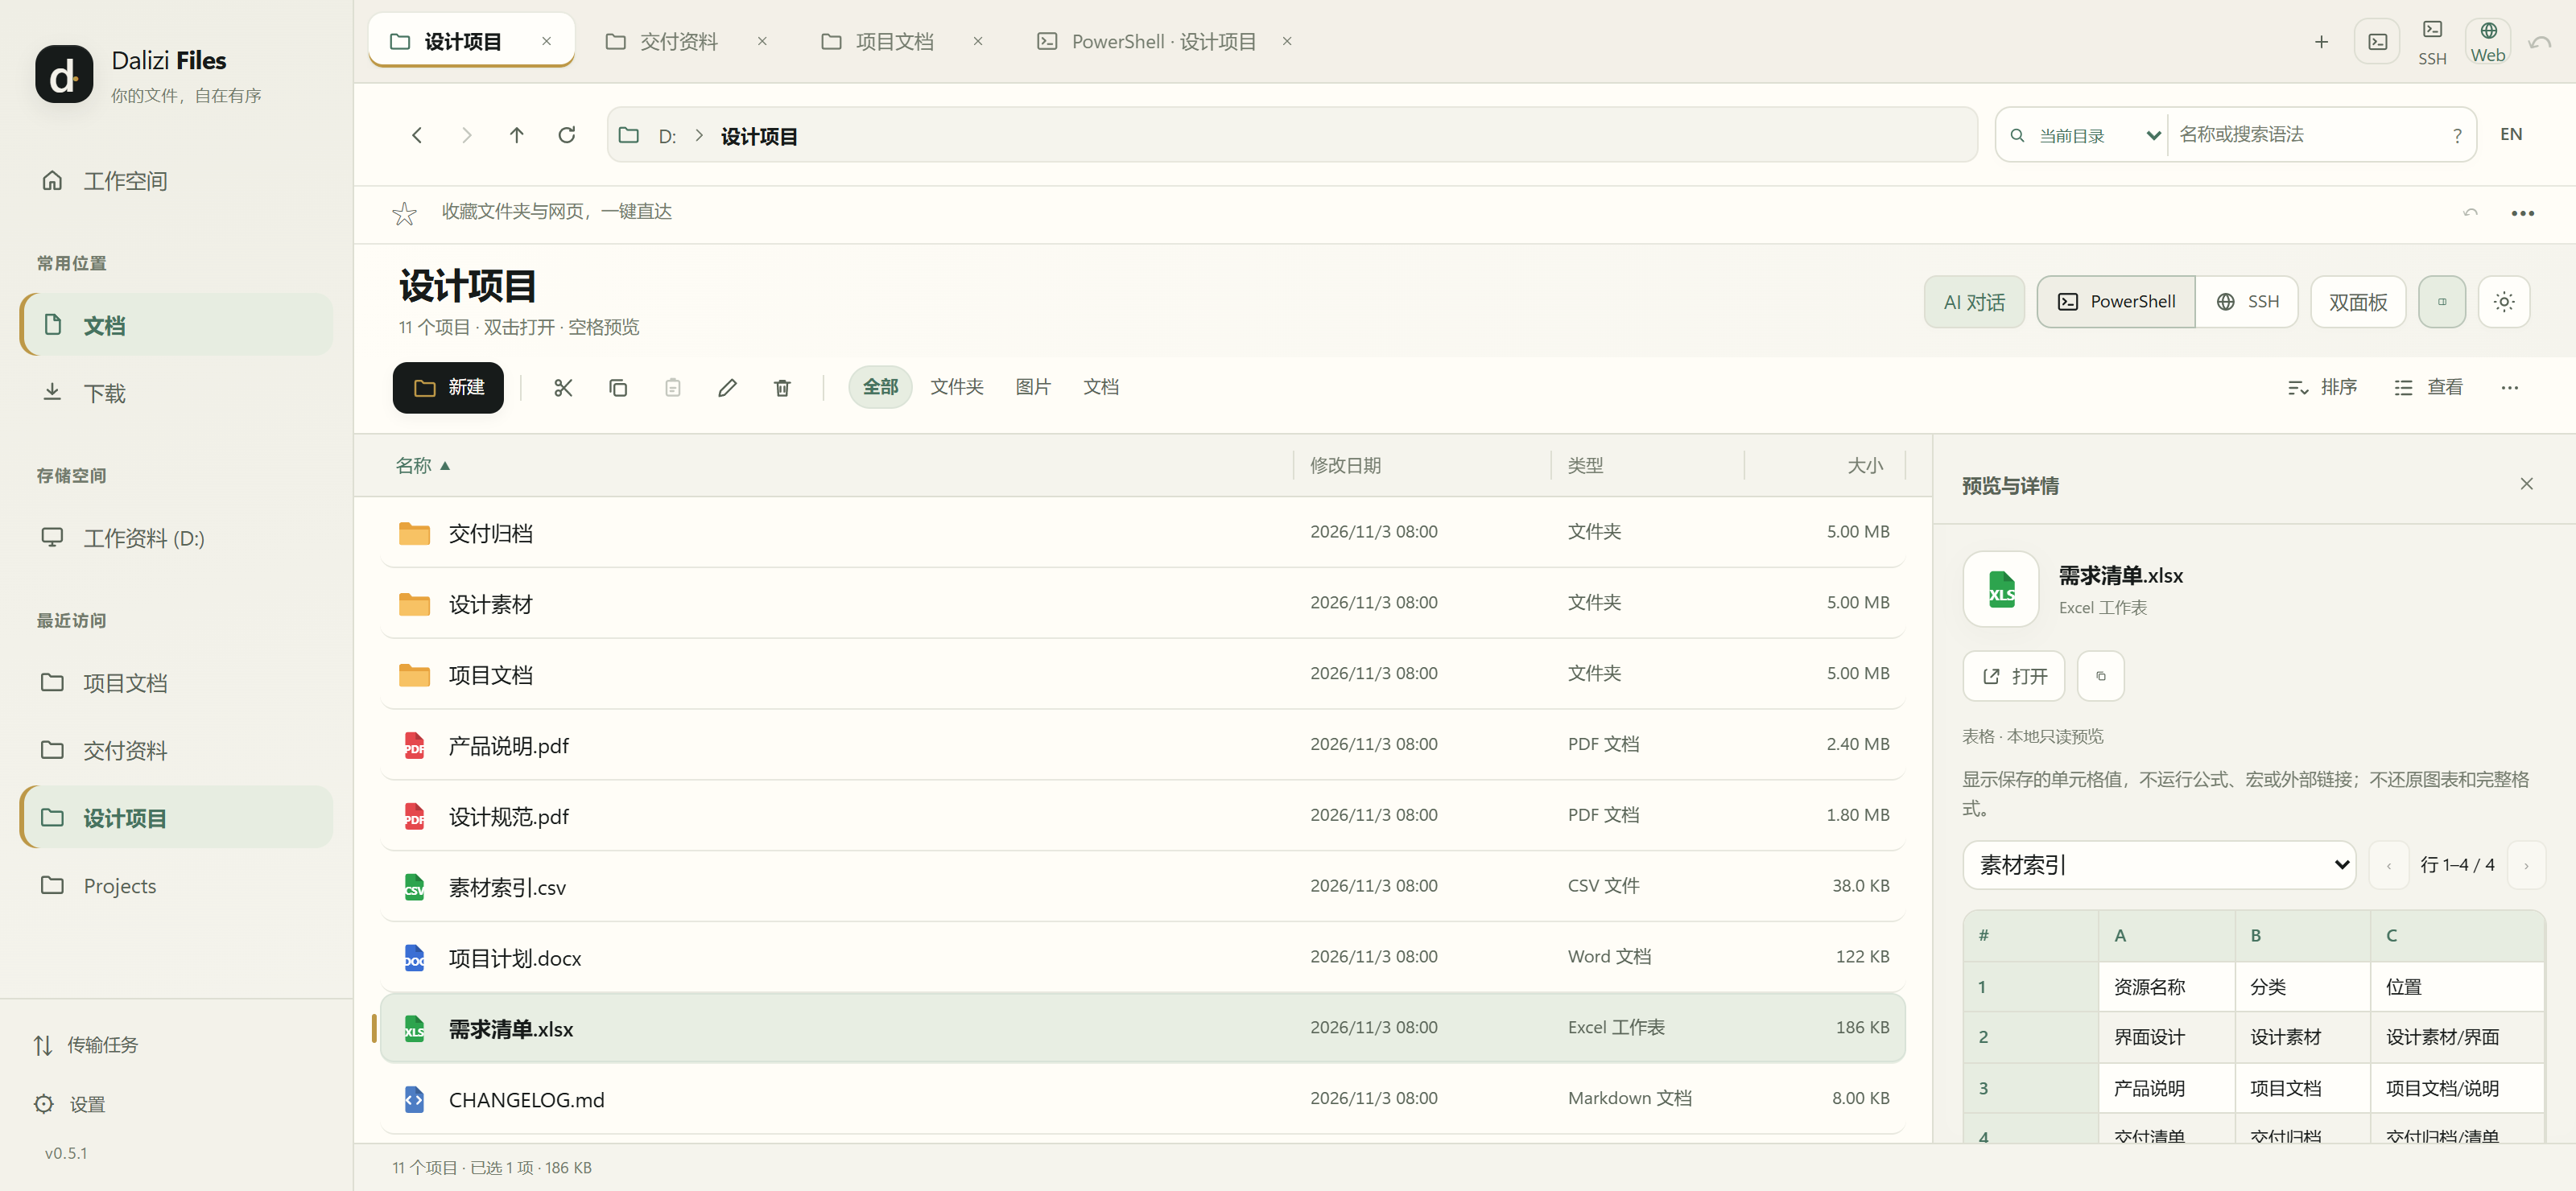 Dalizi Files
你的文件，自在有序
工作空间
常用位置
文档
下载
存储空间
工作资料 (D:)
最近访问
项目文档
交付资料
设计项目
Projects
传输任务
设置
v0.5.1
设计项目
交付资料
项目文档
PowerShell · 设计项目
SSH
Web
D: 设计项目
当前目录
名称或搜索语法
?
EN
收藏文件夹与网页，一键直达
设计项目
11 个项目 · 双击打开 · 空格预览
AI 对话
PowerShell
SSH
双面板
新建
全部
文件夹
图片
文档
排序
查看
名称 ▲ 修改日期 类型 大小
交付归档 2026/11/3 08:00 文件夹 5.00 MB
设计素材 2026/11/3 08:00 文件夹 5.00 MB
项目文档 2026/11/3 08:00 文件夹 5.00 MB
PDF 产品说明.pdf 2026/11/3 08:00 PDF 文档 2.40 MB
PDF 设计规范.pdf 2026/11/3 08:00 PDF 文档 1.80 MB
CSV 素材索引.csv 2026/11/3 08:00 CSV 文件 38.0 KB
DOC 项目计划.docx 2026/11/3 08:00 Word 文档 122 KB
XLS 需求清单.xlsx 2026/11/3 08:00 Excel 工作表 186 KB
CHANGELOG.md 2026/11/3 08:00 Markdown 文档 8.00 KB
11 个项目 · 已选 1 项 · 186 KB
预览与详情
XLS
需求清单.xlsx
Excel 工作表
打开
表格 · 本地只读预览
显示保存的单元格值，不运行公式、宏或外部链接；不还原图表和完整格
式。
素材索引
行 1–4 / 4
# A B C
1 资源名称 分类 位置
2 界面设计 设计素材 设计素材/界面
3 产品说明 项目文档 项目文档/说明
4 交付清单 交付归档 交付归档/清单